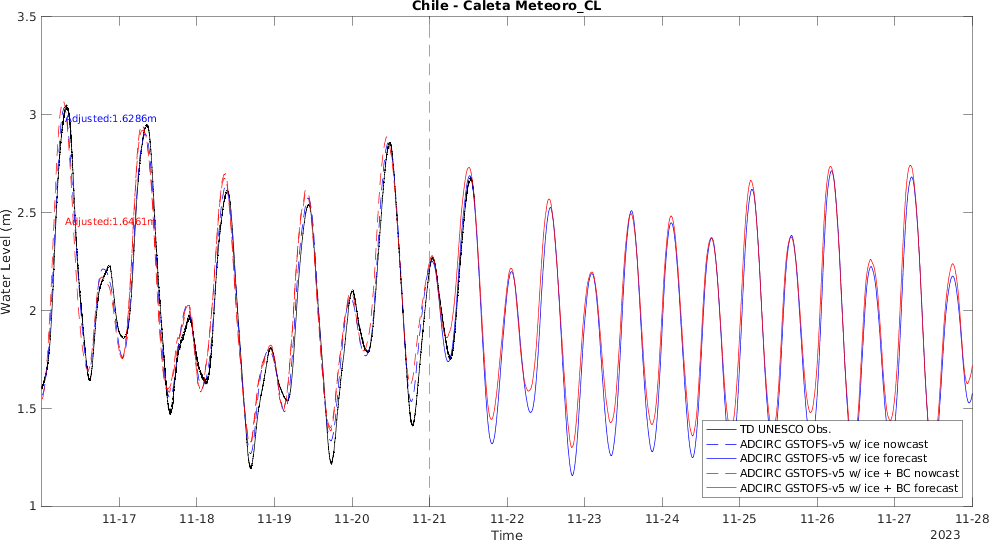 Chile - Caleta Meteoro_CL
3.5
3
2.5
2
1.5
1
Water Level (m)
Adjusted:1.6286m
Adjusted:1.6461m
TD UNESCO Obs.
ADCIRC GSTOFS-v5 w/ ice nowcast
ADCIRC GSTOFS-v5 w/ ice forecast
ADCIRC GSTOFS-v5 w/ ice + BC nowcast
ADCIRC GSTOFS-v5 w/ ice + BC forecast
11-17 11-18 11-19 11-20 11-21 11-22 11-23 11-24 11-25 11-26 11-27 11-28
Time
2023